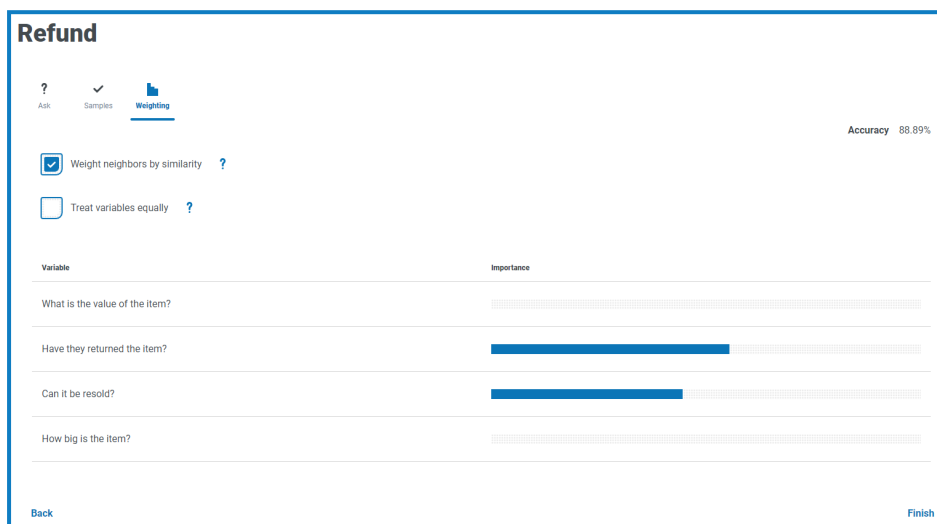 Refund
?
Ask Samples Weighting
Accuracy 88.89%
Weight neighbors by similarity ?
Treat variables equally ?
Variable Importance
What is the value of the item?
Have they returned the item?
Can it be resold?
How big is the item?
Back Finish